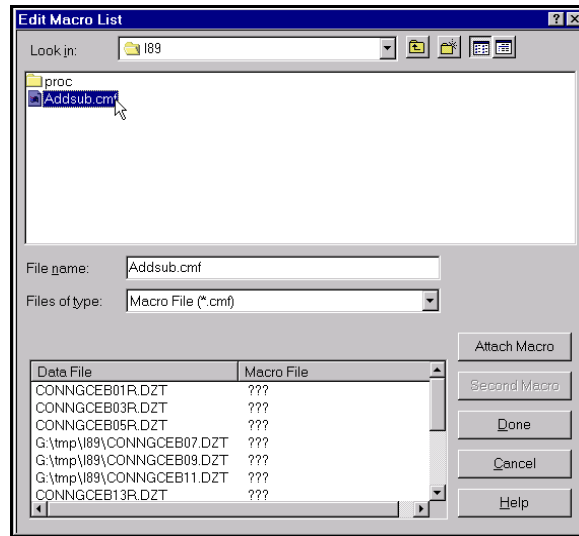 Edit Macro List
Look in: I89
proc
Addsub.cmf
File name: Addsub.cmf
Files of type: Macro File (*.cmf)
Attach Macro
Second Macro
Done
Cancel
Help
Data File Macro File
CONNGCEB01R.DZT ???
CONNGCEB03R.DZT ???
CONNGCEB05R.DZT ???
G:\tmp\I89\CONNGCEB07.DZT ???
G:\tmp\I89\CONNGCEB09.DZT ???
G:\tmp\I89\CONNGCEB11.DZT ???
CONNGCEB13R.DZT ???